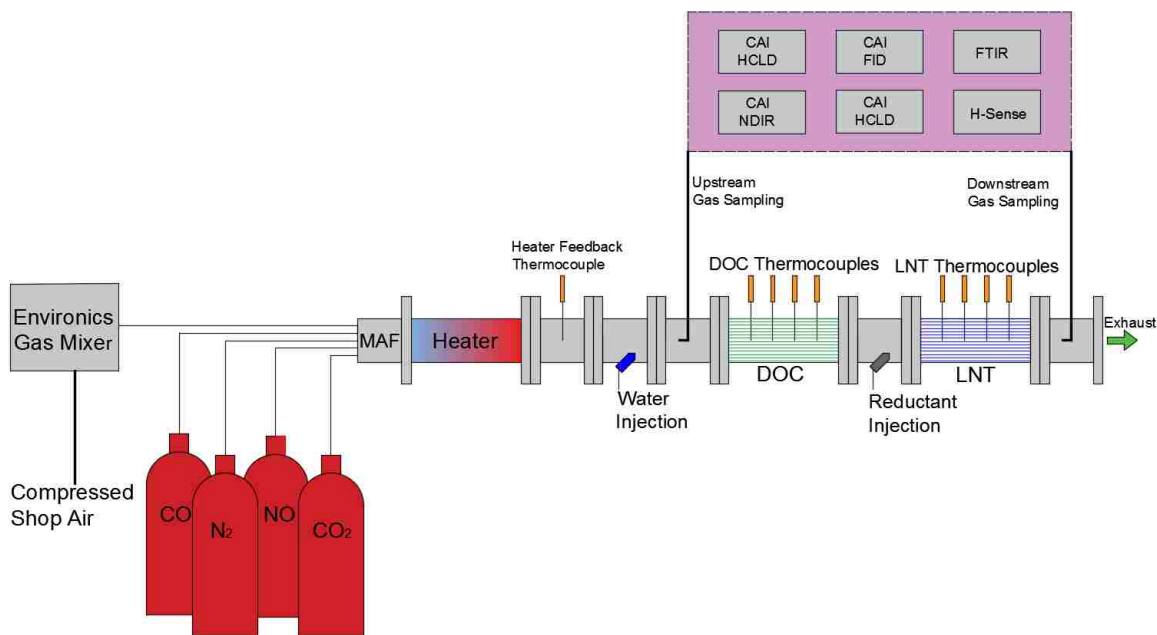 CAI
HCLD
CAI
FID
FTIR
CAI
NDIR
CAI
HCLD
H-Sense
Upstream
Gas Sampling
Downstream
Gas Sampling
Heater Feedback
Thermocouple
DOC Thermocouples
LNT Thermocouples
Environics
Gas Mixer
MAF
Heater
Exhaust
DOC
LNT
Water
Injection
Reductant
Injection
Compressed
Shop Air
CO
N2
NO
CO2